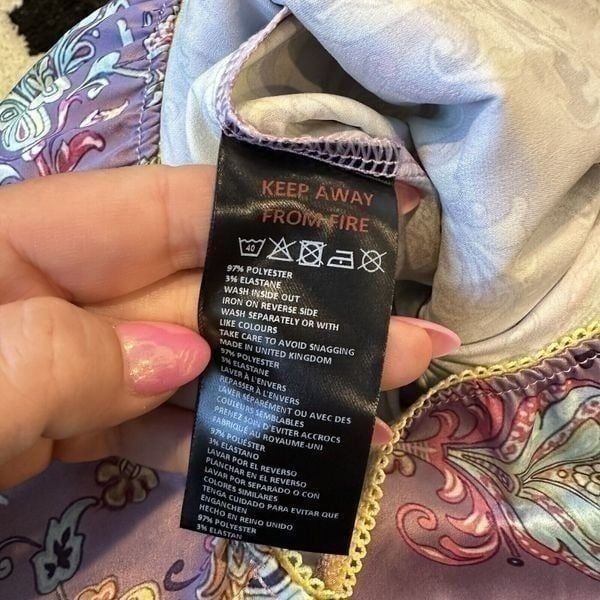 KEEP AWAY
FROM FIRE
40
97% POLYESTER
3% ELASTANE
WASH INSIDE OUT
IRON ON REVERSE SIDE
WASH SEPARATELY OR WITH
LIKE COLOURS
TAKE CARE TO AVOID SNAGGING
MADE IN UNITED KINGDOM
97% POLYESTER
3% ELASTANE
LAVER À L'ENVERS
REPASSER À L'ENVERS
LAVER SÉPARÉMENT OU AVEC DES
COULEURS SEMBLABLES
PRENEZ SOIN D'EVITER ACCROCS
FABRIQUÉ AU ROYAUME-UNI
97% POLIÉSTER
3% ELASTANO
LAVAR POR EL REVERSO
PLANCHAR EN EL REVERSO
LAVAR POR SEPARADO O CON
COLORES SIMILARES
TENGA CUIDADO PARA EVITAR QUE
ENGANCHEN
HECHO EN REINO UNIDO
97% POLYESTER
3% ELASTAN